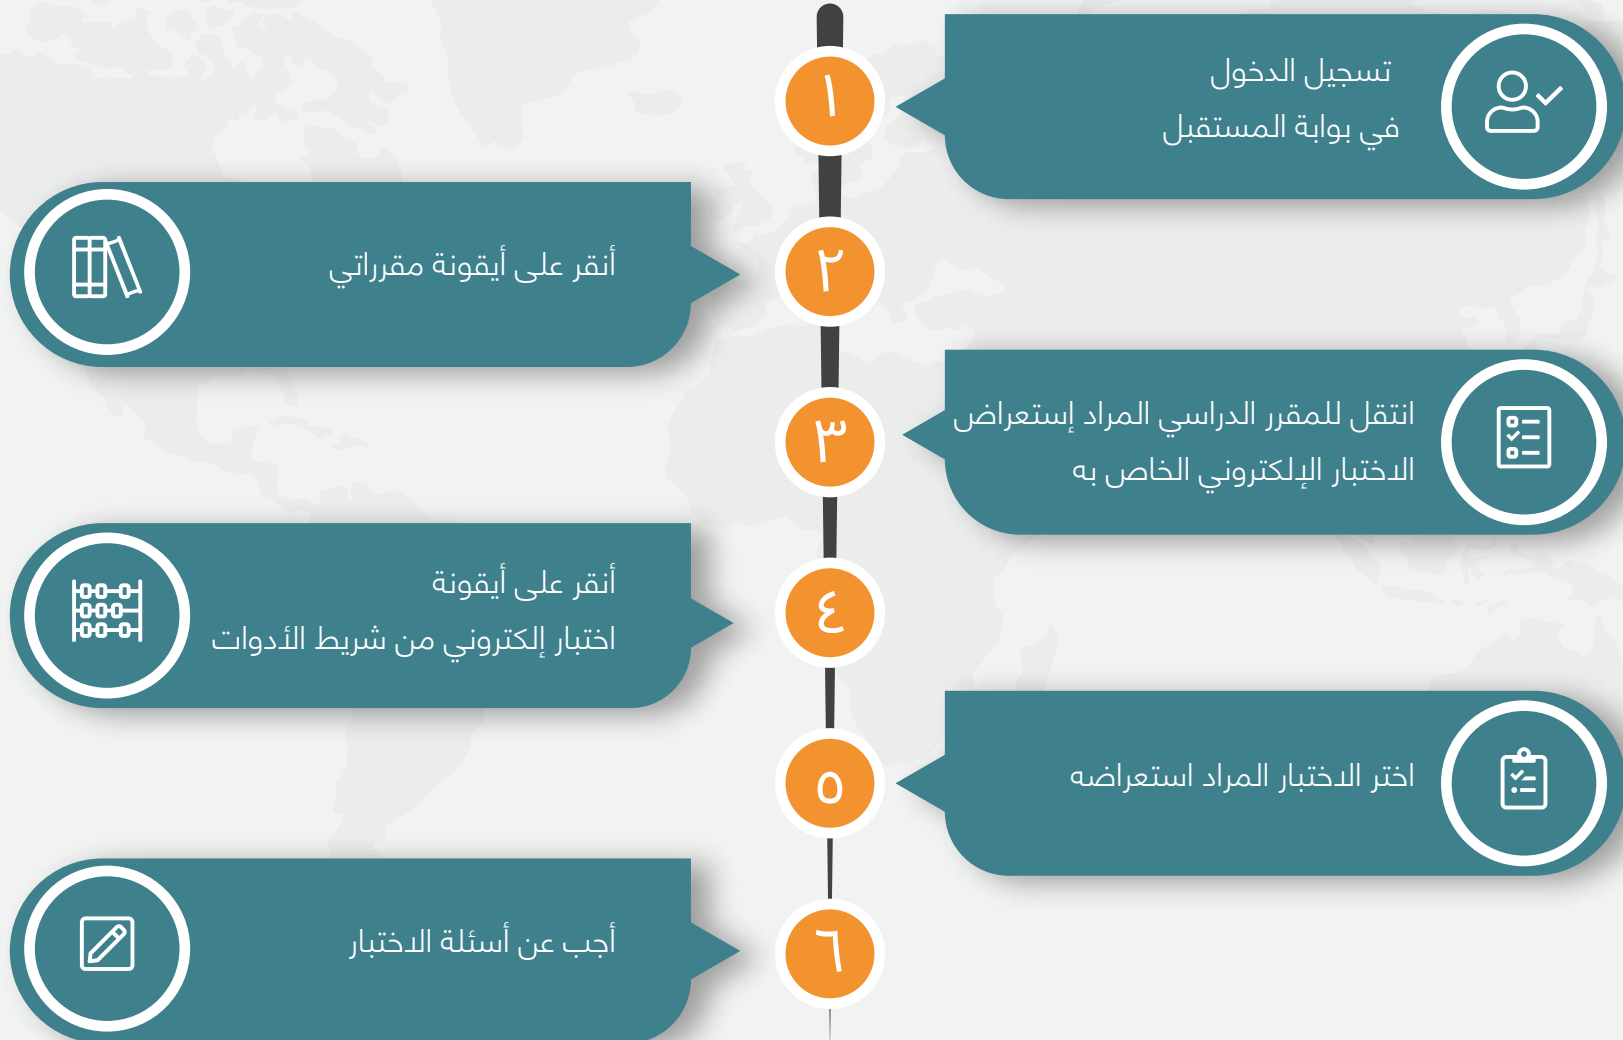 ١
تسجيل الدخول
في بوابة المستقبل
٢
أنقر على أيقونة مقرراتي
٣
انتقل للمقرر الدراسي المراد إستعراض
الاختبار الإلكتروني الخاص به
٤
أنقر على أيقونة
اختبار إلكتروني من شريط الأدوات
٥
اختر الاختبار المراد استعراضه
٦
أجب عن أسئلة الاختبار